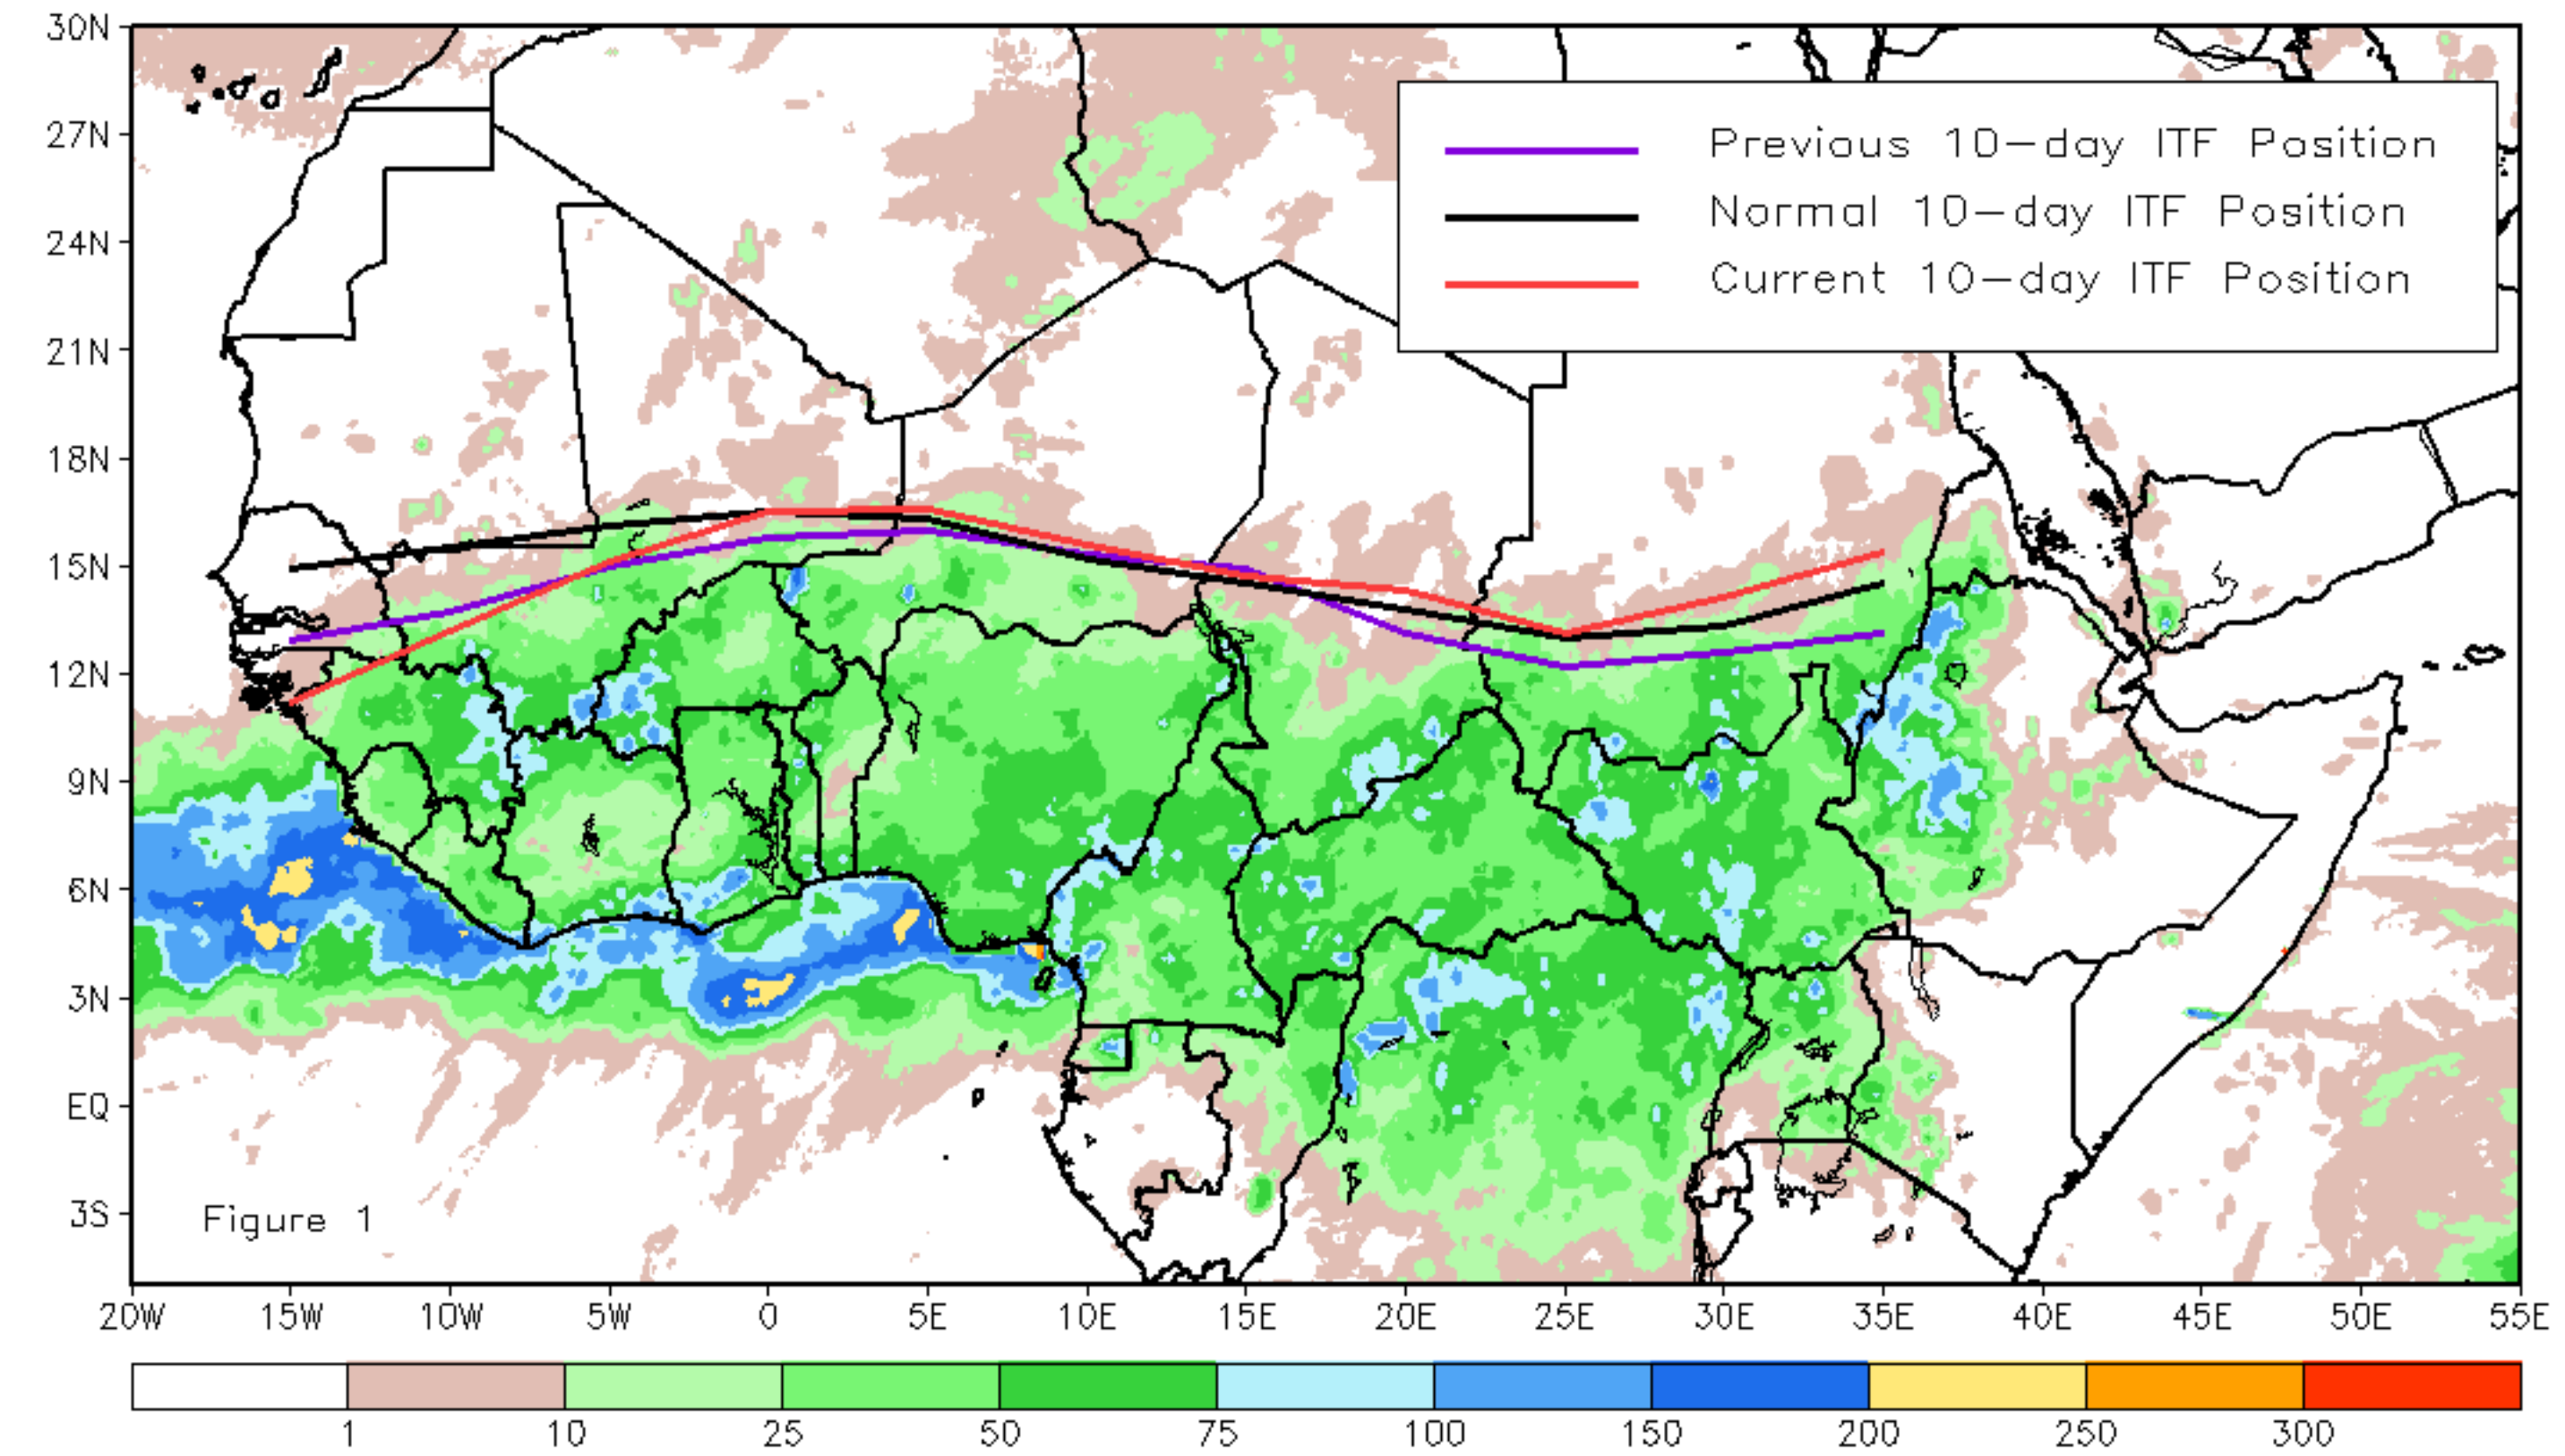 30N
27N
24N
21N
18N
15N
12N
9N
6N
3N
EQ
3S
Previous 10-day ITF Position
Normal 10-day ITF Position
Current 10-day ITF Position
Figure 1
20W 15W 10W 5W 0 5E 10E 15E 20E 25E 30E 35E 40E 45E 50E 55E
1 10 25 50 75 100 150 200 250 300